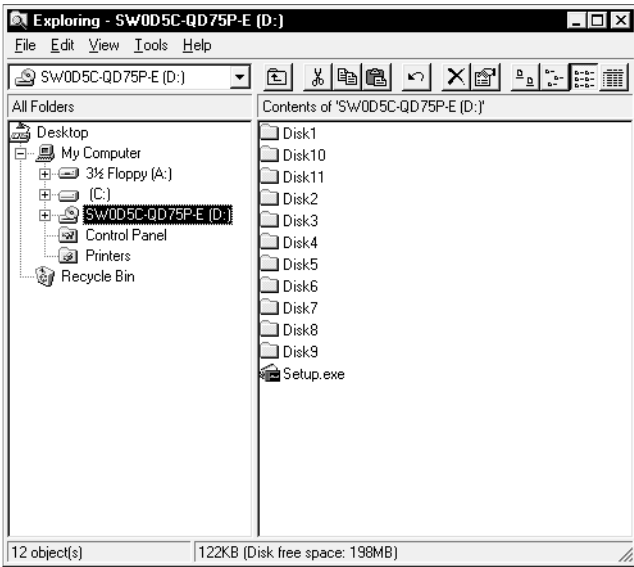 Exploring - SW0D5C-QD75P-E (D:)
File Edit View Tools Help
SW0D5C-QD75P-E (D:)
All Folders
Contents of 'SW0D5C-QD75P-E (D:)'
Desktop
My Computer
3½ Floppy (A:)
(C:)
SW0D5C-QD75P-E (D:)
Control Panel
Printers
Recycle Bin
Disk1
Disk10
Disk11
Disk2
Disk3
Disk4
Disk5
Disk6
Disk7
Disk8
Disk9
Setup.exe
12 object(s)
122KB (Disk free space: 198MB)